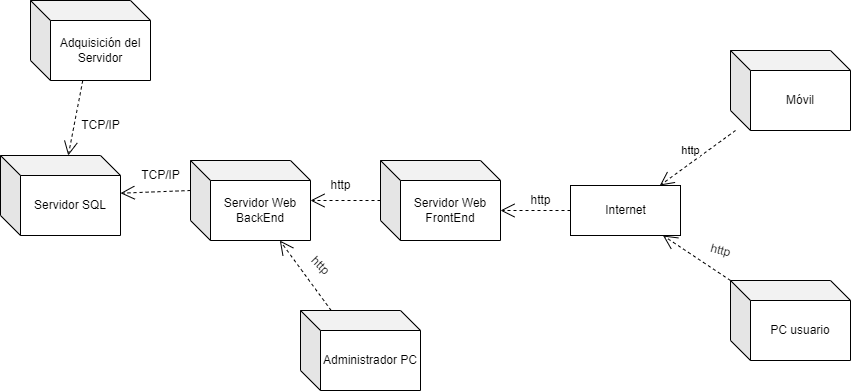 Adquisición del
Servidor
TCP/IP
Móvil
http
TCP/IP
Servidor SQL
Servidor Web
BackEnd
http
Servidor Web
FrontEnd
http
Internet
http
http
PC usuario
Administrador PC